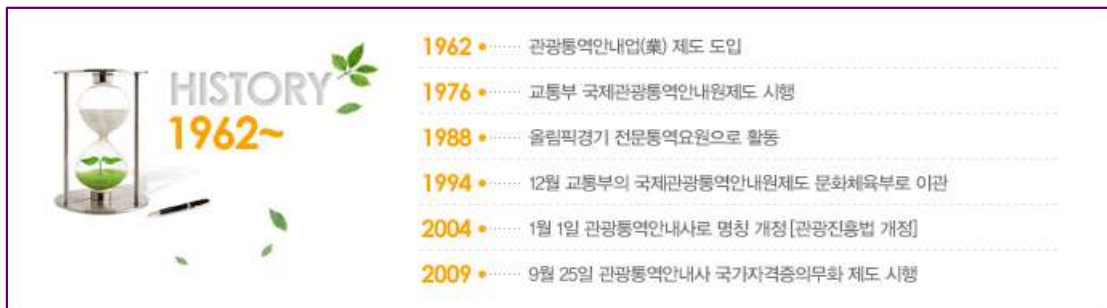 HISTORY
1962~
1962 관광통역안내업(業) 제도 도입
1976 교통부 국제관광통역안내원제도 시행
1988 올림픽경기 전문통역요원으로 활동
1994 12월 교통부의 국제관광통역안내원제도 문화체육부로 이관
2004 1월 1일 관광통역안내사로 명칭 개정 [관광진흥법 개정]
2009 9월 25일 관광통역안내사 국가자격증의무화 제도 시행